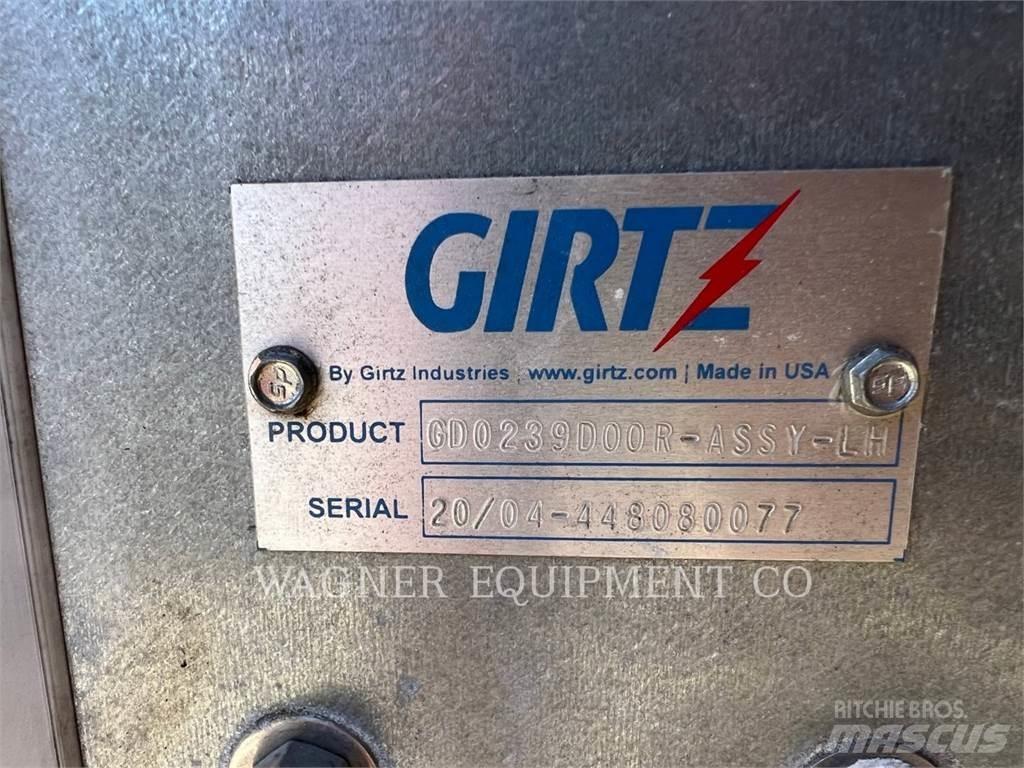 GIRTZ
By Girtz Industries | www.girtz.com | Made in USA
PRODUCT GD0239DOOR-ASSY-LH
SERIAL 20/04-448080077
WAGNER EQUIPMENT CO
RITCHIE BROS.
MASCUS